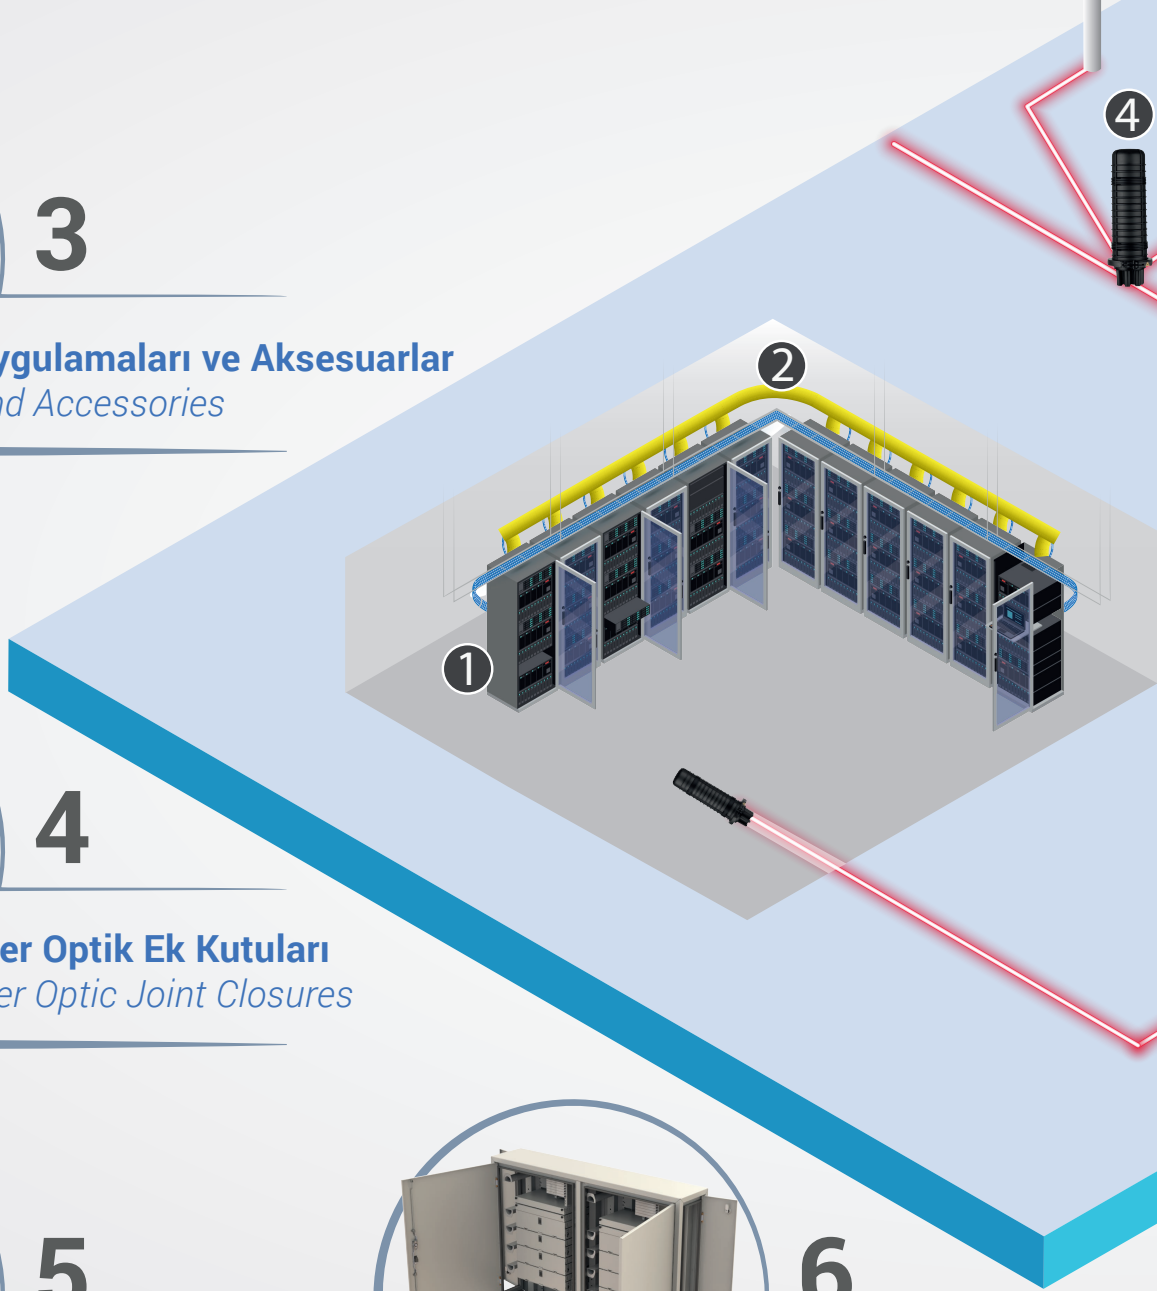 4
3
ygulamaları ve Aksesuarlar
nd Accessories
2
1
4
er Optik Ek Kutuları
er Optic Joint Closures
5
6